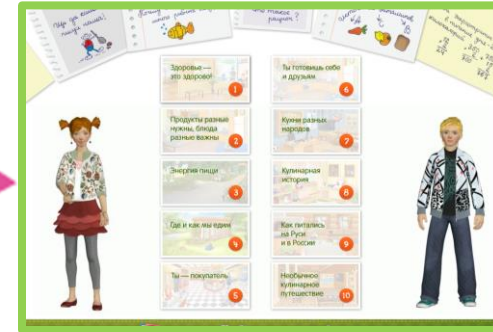 Здоровье —
это здорово!
1
Продукты разные
нужны, блюда
разные важны
2
Энергия пищи
3
Где и как мы едим
4
Ты — покупатель
5
Ты готовишь себе
и друзьям
6
Кухни разных
народов
7
Кулинарная
история
8
Как питались
на Руси
и в России
9
Необычное
кулинарное
путешествие
10